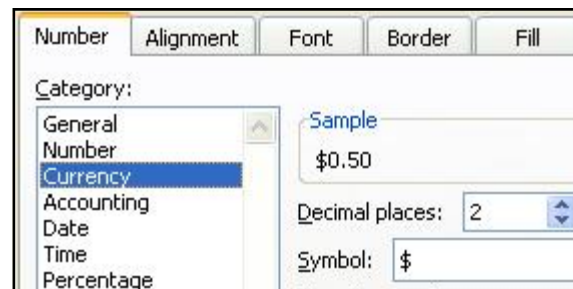 Number Alignment Font Border Fill
Category:
General
Number
Currency
Accounting
Date
Time
Percentage
Sample
$0.50
Decimal places: 2
Symbol: $